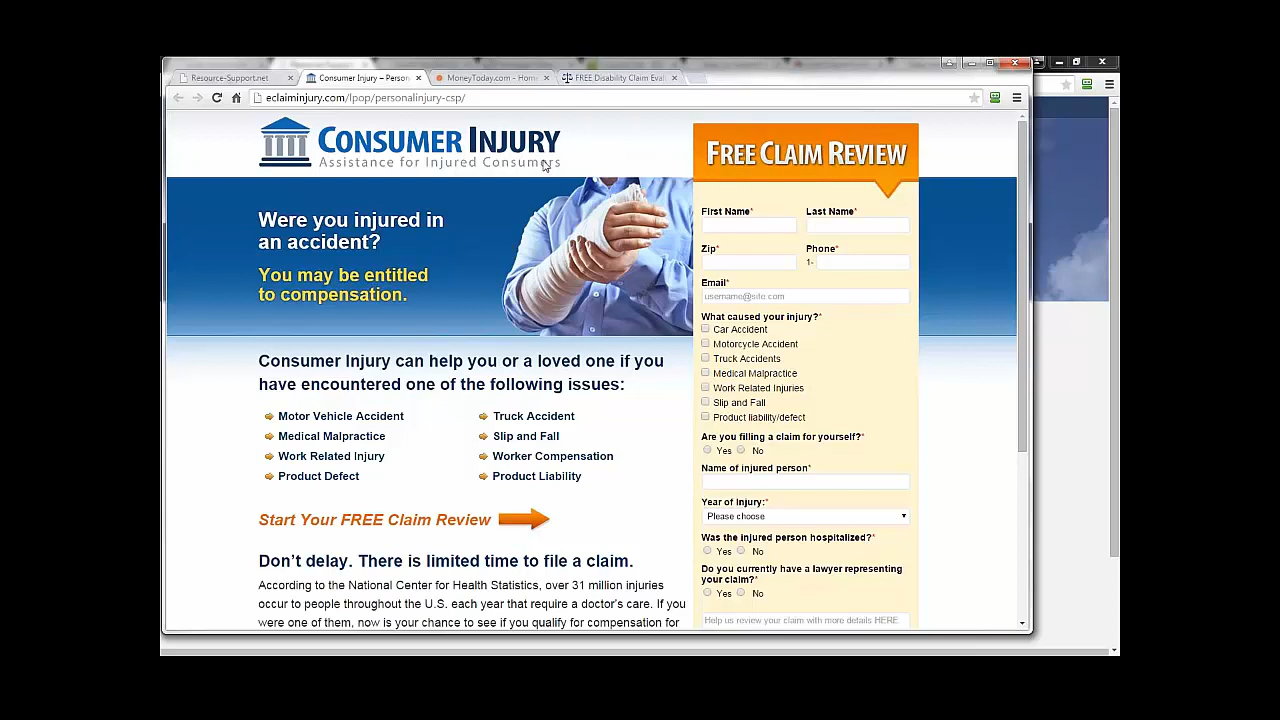 Resource-Support.net
Consumer Injury – Person
MoneyToday.com - Home
FREE Disability Claim Eval
eclaiminjury.com/lpop/personalinjury-csp/
CONSUMER INJURY
Assistance for Injured Consumers
Were you injured in
an accident?
You may be entitled
to compensation.
Consumer Injury can help you or a loved one if you
have encountered one of the following issues:
Motor Vehicle Accident
Truck Accident
Medical Malpractice
Slip and Fall
Work Related Injury
Worker Compensation
Product Defect
Product Liability
Start Your FREE Claim Review
Don't delay. There is limited time to file a claim.
According to the National Center for Health Statistics, over 31 million injuries
occur to people throughout the U.S. each year that require a doctor's care. If you
were one of them, now is your chance to see if you qualify for compensation for
FREE CLAIM REVIEW
First Name* Last Name*
Zip* Phone*
1-
Email*
username@site.com
What caused your injury?*
Car Accident
Motorcycle Accident
Truck Accidents
Medical Malpractice
Work Related Injuries
Slip and Fall
Product liability/defect
Are you filling a claim for yourself?*
Yes No
Name of injured person*
Year of Injury:*
Please choose
Was the injured person hospitalized?*
Yes No
Do you currently have a lawyer representing
your claim?*
Yes No
Help us review your claim with more details HERE